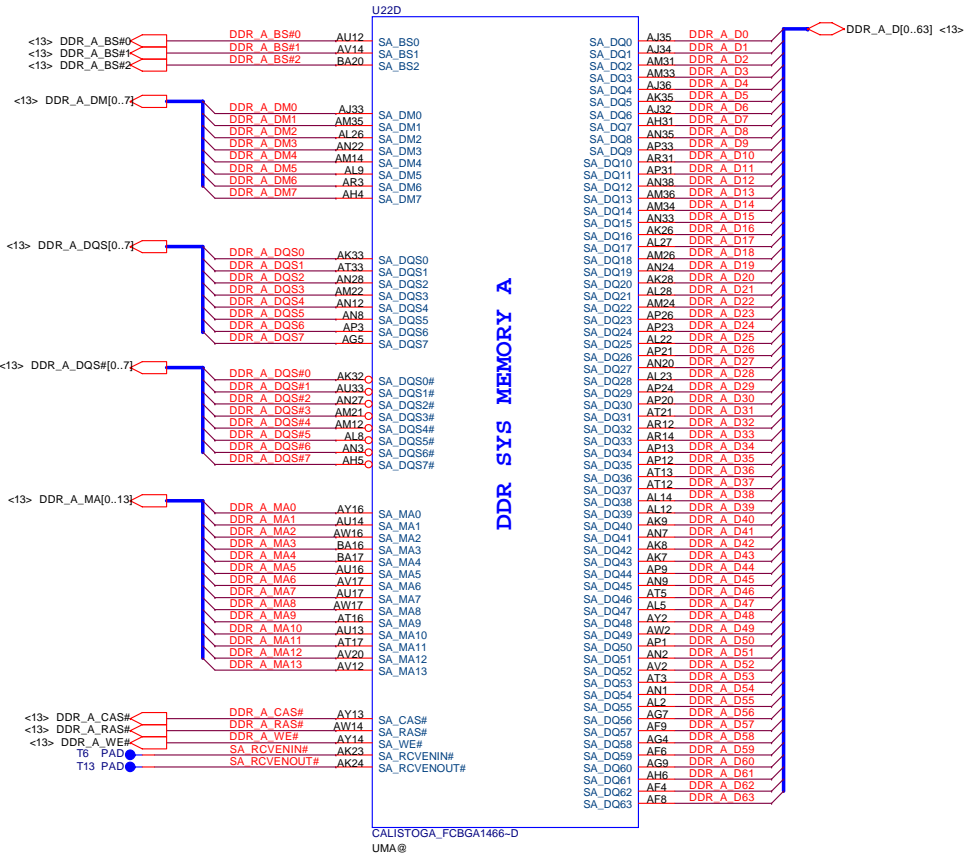 U22D
<13> DDR_A_BS#0 DDR_A_BS#0 AU12 SA_BS0
<13> DDR_A_BS#1 DDR_A_BS#1 AV14 SA_BS1
<13> DDR_A_BS#2 DDR_A_BS#2 BA20 SA_BS2
<13> DDR_A_DM[0..7]
DDR_A_DM0 AJ33 SA_DM0
DDR_A_DM1 AM35 SA_DM1
DDR_A_DM2 AL26 SA_DM2
DDR_A_DM3 AN22 SA_DM3
DDR_A_DM4 AM14 SA_DM4
DDR_A_DM5 AL9 SA_DM5
DDR_A_DM6 AR3 SA_DM6
DDR_A_DM7 AH4 SA_DM7
<13> DDR_A_DQS[0..7]
DDR_A_DQS0 AK33 SA_DQS0
DDR_A_DQS1 AT33 SA_DQS1
DDR_A_DQS2 AN28 SA_DQS2
DDR_A_DQS3 AM22 SA_DQS3
DDR_A_DQS4 AN12 SA_DQS4
DDR_A_DQS5 AN8 SA_DQS5
DDR_A_DQS6 AP3 SA_DQS6
DDR_A_DQS7 AG5 SA_DQS7
<13> DDR_A_DQS#[0..7]
DDR_A_DQS#0 AK32 SA_DQS0#
DDR_A_DQS#1 AU33 SA_DQS1#
DDR_A_DQS#2 AN27 SA_DQS2#
DDR_A_DQS#3 AM21 SA_DQS3#
DDR_A_DQS#4 AM12 SA_DQS4#
DDR_A_DQS#5 AL8 SA_DQS5#
DDR_A_DQS#6 AN3 SA_DQS6#
DDR_A_DQS#7 AH5 SA_DQS7#
<13> DDR_A_MA[0..13]
DDR_A_MA0 AY16 SA_MA0
DDR_A_MA1 AU14 SA_MA1
DDR_A_MA2 AW16 SA_MA2
DDR_A_MA3 BA16 SA_MA3
DDR_A_MA4 BA17 SA_MA4
DDR_A_MA5 AU16 SA_MA5
DDR_A_MA6 AV17 SA_MA6
DDR_A_MA7 AU17 SA_MA7
DDR_A_MA8 AW17 SA_MA8
DDR_A_MA9 AT16 SA_MA9
DDR_A_MA10 AU13 SA_MA10
DDR_A_MA11 AT17 SA_MA11
DDR_A_MA12 AV20 SA_MA12
DDR_A_MA13 AV12 SA_MA13
<13> DDR_A_CAS# DDR_A_CAS# AY13 SA_CAS#
<13> DDR_A_RAS# DDR_A_RAS# AW14 SA_RAS#
<13> DDR_A_WE# DDR_A_WE# AY14 SA_WE#
T6 PAD SA_RCVENIN# AK23 SA_RCVENIN#
T13 PAD SA_RCVENOUT# AK24 SA_RCVENOUT#
DDR SYS MEMORY A
DDR_A_D[0..63] <13>
SA_DQ0 AJ35 DDR_A_D0
SA_DQ1 AJ34 DDR_A_D1
SA_DQ2 AM31 DDR_A_D2
SA_DQ3 AM33 DDR_A_D3
SA_DQ4 AJ36 DDR_A_D4
SA_DQ5 AK35 DDR_A_D5
SA_DQ6 AJ32 DDR_A_D6
SA_DQ7 AH31 DDR_A_D7
SA_DQ8 AN35 DDR_A_D8
SA_DQ9 AP33 DDR_A_D9
SA_DQ10 AR31 DDR_A_D10
SA_DQ11 AP31 DDR_A_D11
SA_DQ12 AN38 DDR_A_D12
SA_DQ13 AM36 DDR_A_D13
SA_DQ14 AM34 DDR_A_D14
SA_DQ15 AN33 DDR_A_D15
SA_DQ16 AK26 DDR_A_D16
SA_DQ17 AL27 DDR_A_D17
SA_DQ18 AM26 DDR_A_D18
SA_DQ19 AN24 DDR_A_D19
SA_DQ20 AK28 DDR_A_D20
SA_DQ21 AL28 DDR_A_D21
SA_DQ22 AM24 DDR_A_D22
SA_DQ23 AP26 DDR_A_D23
SA_DQ24 AP23 DDR_A_D24
SA_DQ25 AL22 DDR_A_D25
SA_DQ26 AP21 DDR_A_D26
SA_DQ27 AN20 DDR_A_D27
SA_DQ28 AL23 DDR_A_D28
SA_DQ29 AP24 DDR_A_D29
SA_DQ30 AP20 DDR_A_D30
SA_DQ31 AT21 DDR_A_D31
SA_DQ32 AR12 DDR_A_D32
SA_DQ33 AR14 DDR_A_D33
SA_DQ34 AP13 DDR_A_D34
SA_DQ35 AP12 DDR_A_D35
SA_DQ36 AT13 DDR_A_D36
SA_DQ37 AT12 DDR_A_D37
SA_DQ38 AL14 DDR_A_D38
SA_DQ39 AL12 DDR_A_D39
SA_DQ40 AK9 DDR_A_D40
SA_DQ41 AN7 DDR_A_D41
SA_DQ42 AK8 DDR_A_D42
SA_DQ43 AK7 DDR_A_D43
SA_DQ44 AP9 DDR_A_D44
SA_DQ45 AN9 DDR_A_D45
SA_DQ46 AT5 DDR_A_D46
SA_DQ47 AL5 DDR_A_D47
SA_DQ48 AY2 DDR_A_D48
SA_DQ49 AW2 DDR_A_D49
SA_DQ50 AP1 DDR_A_D50
SA_DQ51 AN2 DDR_A_D51
SA_DQ52 AV2 DDR_A_D52
SA_DQ53 AT3 DDR_A_D53
SA_DQ54 AN1 DDR_A_D54
SA_DQ55 AL2 DDR_A_D55
SA_DQ56 AG7 DDR_A_D56
SA_DQ57 AF9 DDR_A_D57
SA_DQ58 AG4 DDR_A_D58
SA_DQ59 AF6 DDR_A_D59
SA_DQ60 AG9 DDR_A_D60
SA_DQ61 AH6 DDR_A_D61
SA_DQ62 AF4 DDR_A_D62
SA_DQ63 AF8 DDR_A_D63
CALISTOGA_FCBGA1466~D
UMA@